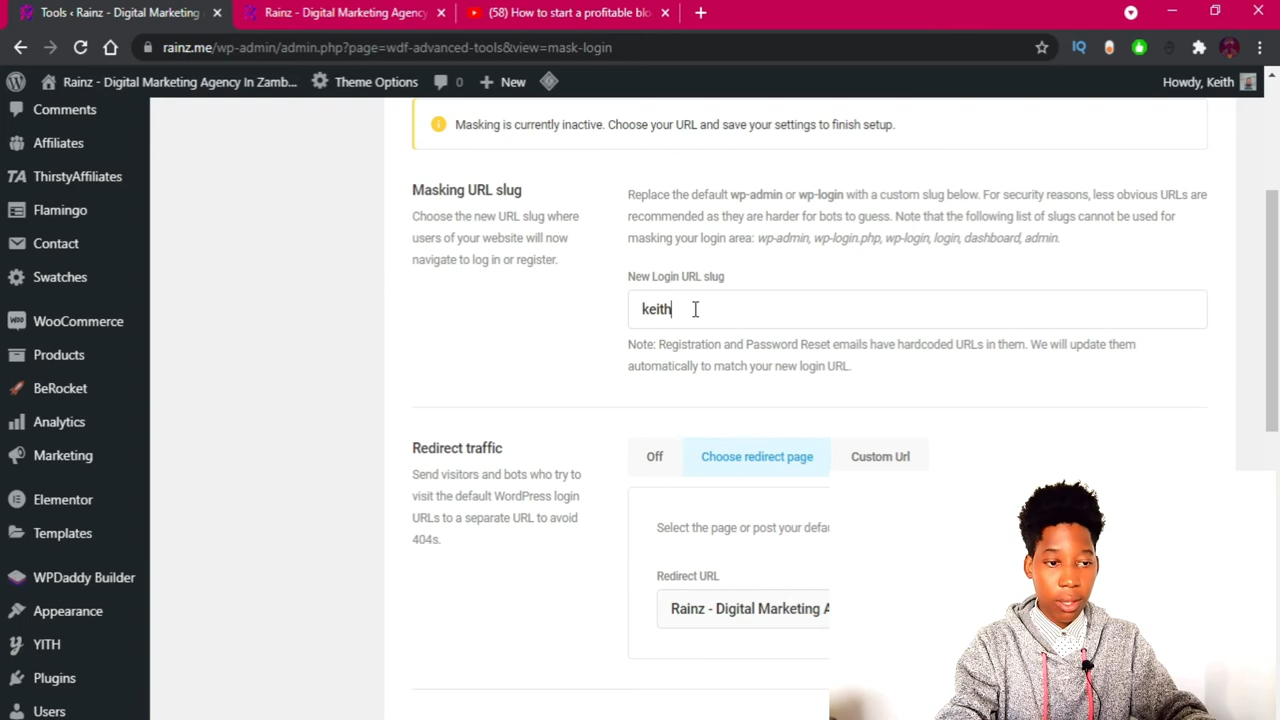 Tools ‹ Rainz - Digital Marketing
Rainz - Digital Marketing Agency
(58) How to start a profitable blo
rainz.me/wp-admin/admin.php?page=wdf-advanced-tools&view=mask-login
IQ
Rainz - Digital Marketing Agency In Zamb...
Theme Options
0
New
Howdy, Keith
Comments
Affiliates
TA ThirstyAffiliates
Flamingo
Contact
Swatches
WooCommerce
Products
BeRocket
Analytics
Marketing
Elementor
Templates
WPDaddy Builder
Appearance
YITH
Plugins
Users
Masking is currently inactive. Choose your URL and save your settings to finish setup.
Masking URL slug
Choose the new URL slug where
users of your website will now
navigate to log in or register.
Replace the default wp-admin or wp-login with a custom slug below. For security reasons, less obvious URLs are
recommended as they are harder for bots to guess. Note that the following list of slugs cannot be used for
masking your login area: wp-admin, wp-login.php, wp-login, login, dashboard, admin.
New Login URL slug
keith
Note: Registration and Password Reset emails have hardcoded URLs in them. We will update them
automatically to match your new login URL.
Redirect traffic
Send visitors and bots who try to
visit the default WordPress login
URLs to a separate URL to avoid
404s.
Off
Choose redirect page
Custom Url
Select the page or post your defau
Redirect URL
Rainz - Digital Marketing A